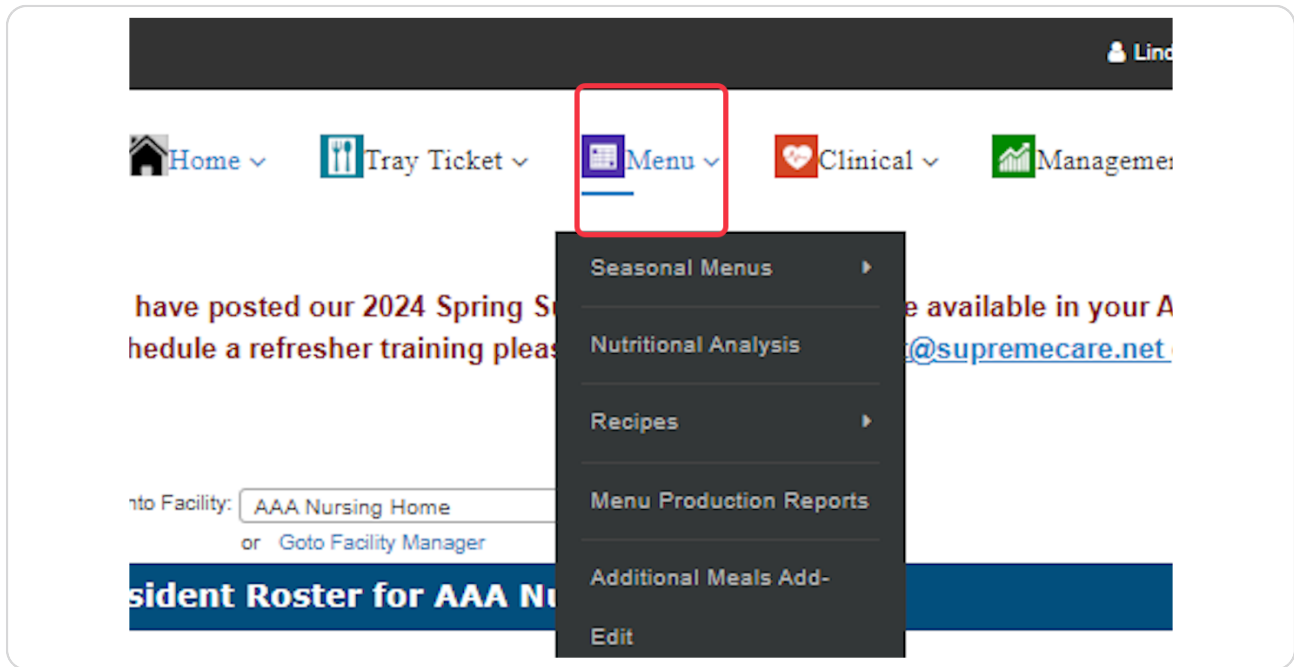 Lind
Home Tray Ticket Menu Clinical Managemen
Seasonal Menus
have posted our 2024 Spring S e available in your A
hedule a refresher training pleas @supremecare.net
Nutritional Analysis
Recipes
nto Facility: AAA Nursing Home
Menu Production Reports
or Goto Facility Manager
Additional Meals Add-
sident Roster for AAA N
Edit